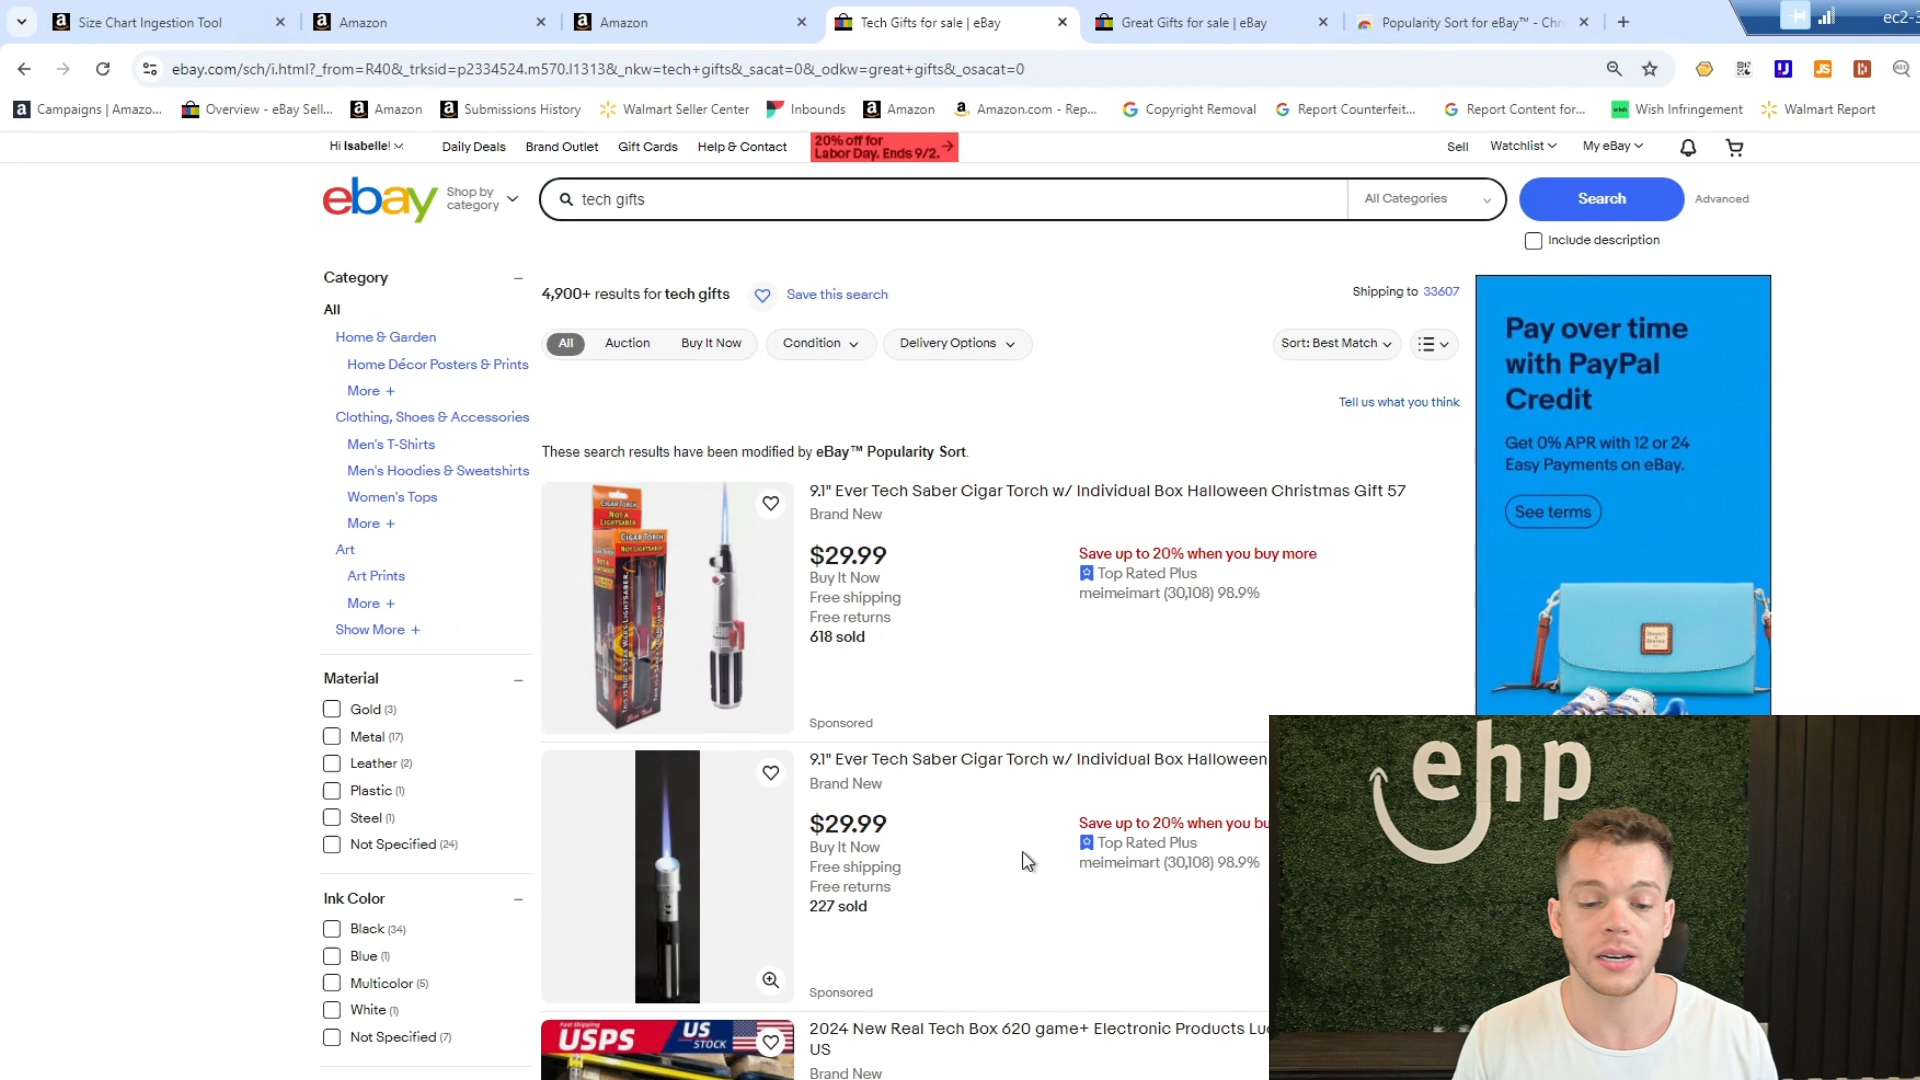 Size Chart Ingestion Tool
Amazon
Amazon
Tech Gifts for sale | eBay
Great Gifts for sale | eBay
Popularity Sort for eBay™ - Chr
ec2-3
ebay.com/sch/i.html?_from=R40&_trksid=p2334524.m570.l1313&_nkw=tech+gifts&_sacat=0&_odkw=great+gifts&_osacat=0
Campaigns | Amazo...
Overview - eBay Sell...
Amazon
Submissions History
Walmart Seller Center
Inbounds
Amazon
Amazon.com - Rep...
Copyright Removal
Report Counterfeit...
Report Content for...
Wish Infringement
Walmart Report
Hi Isabelle!
Daily Deals
Brand Outlet
Gift Cards
Help & Contact
20% off for
Labor Day. Ends 9/2.
Sell
Watchlist
My eBay
ebay
Shop by
category
tech gifts
All Categories
Search
Advanced
Include description
Category
All
Home & Garden
Home Décor Posters & Prints
More +
Clothing, Shoes & Accessories
Men's T-Shirts
Men's Hoodies & Sweatshirts
Women's Tops
More +
Art
Art Prints
More +
Show More +
Material
Gold (3)
Metal (17)
Leather (2)
Plastic (1)
Steel (1)
Not Specified (24)
Ink Color
Black (34)
Blue (1)
Multicolor (5)
White (1)
Not Specified (7)
4,900+ results for tech gifts
Save this search
Shipping to 33607
All
Auction
Buy It Now
Condition
Delivery Options
Sort: Best Match
Tell us what you think
These search results have been modified by eBay™ Popularity Sort.
CIGAR TORCH
NOT A
LIGHTSABER
CIGAR TORCH
NOT LIGHTSABER
9.1" Ever Tech Saber Cigar Torch w/ Individual Box Halloween Christmas Gift 57
Brand New
$29.99
Buy It Now
Free shipping
Free returns
618 sold
Save up to 20% when you buy more
Top Rated Plus
meimeimart (30,108) 98.9%
Sponsored
9.1" Ever Tech Saber Cigar Torch w/ Individual Box Halloween
Brand New
$29.99
Buy It Now
Free shipping
Free returns
227 sold
Save up to 20% when you bu
Top Rated Plus
meimeimart (30,108) 98.9%
Sponsored
Fast Shipping
USPS
US
STOCK
2024 New Real Tech Box 620 game+ Electronic Products Luc
US
Brand New
Pay over time
with PayPal
Credit
Get 0% APR with 12 or 24
Easy Payments on eBay.
See terms
ehp